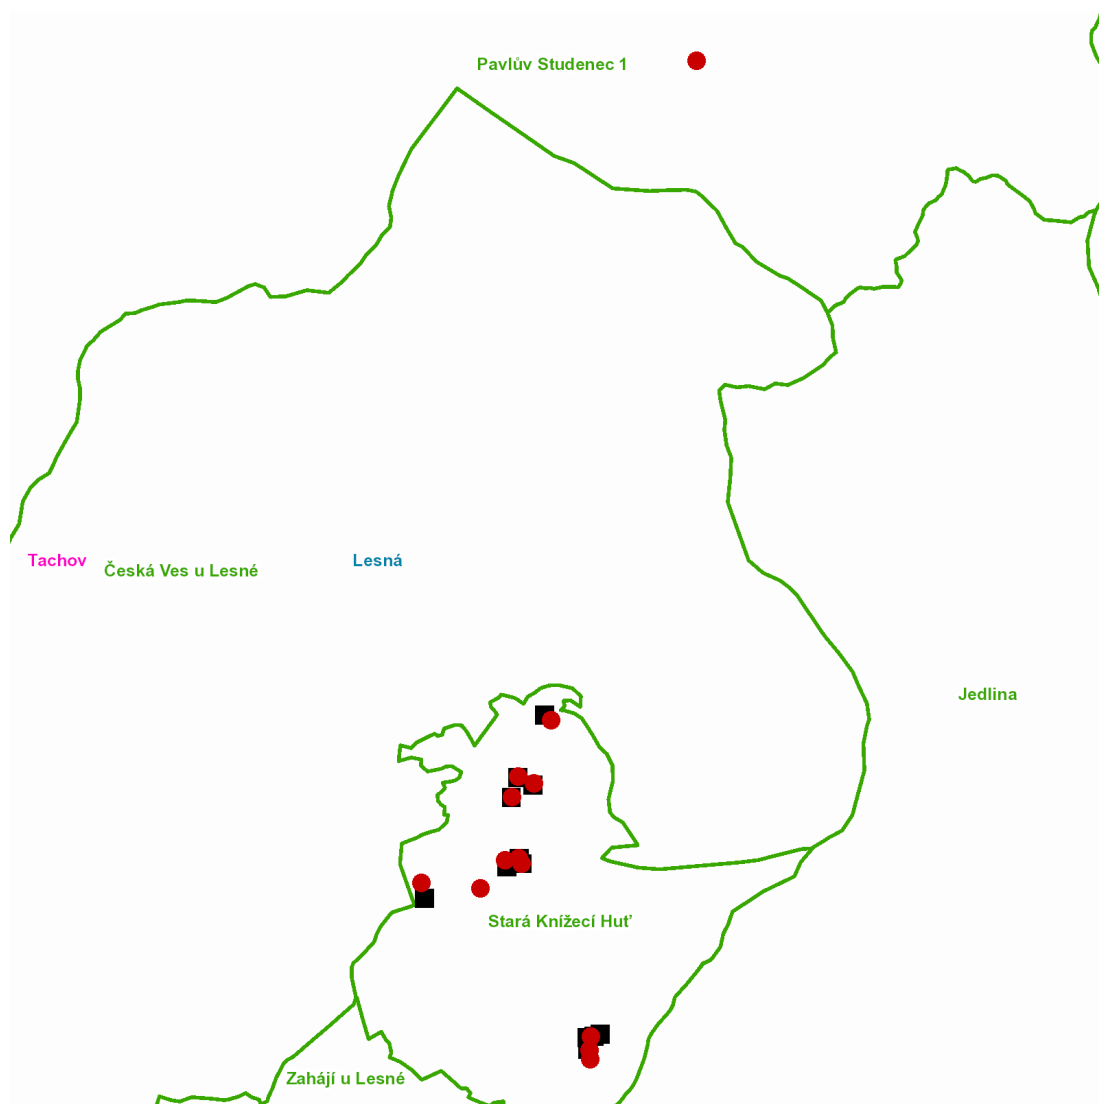 Pavlův Studenec 1
Tachov
Lesná
Česká Ves u Lesné
Jedlina
Stará Knížecí Huť
Zahájí u Lesné